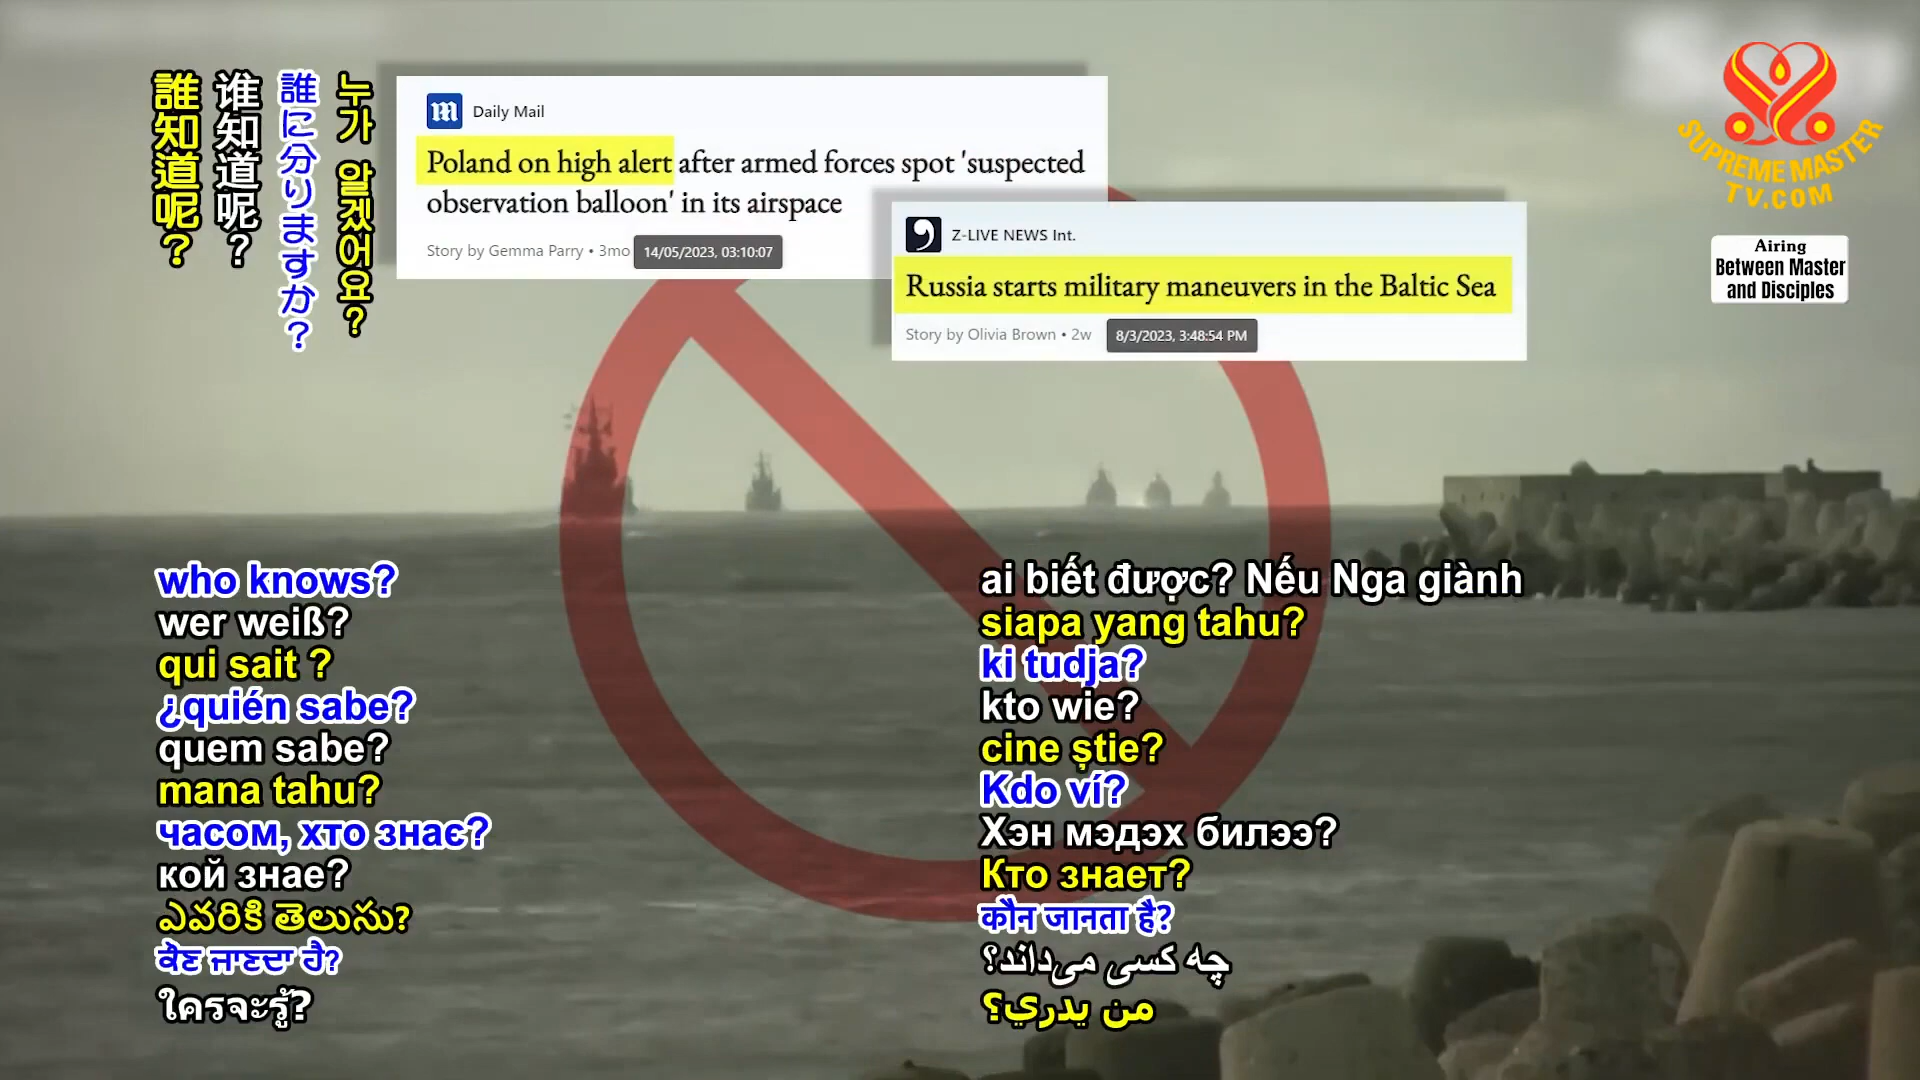 誰知道呢？
谁知道呢？
誰に分りますか？
누가 알겠어요?
Daily Mail
Poland on high alert after armed forces spot 'suspected
observation balloon' in its airspace
Story by Gemma Parry • 3mo
14/05/2023, 03:10:07
Z-LIVE NEWS Int.
Russia starts military maneuvers in the Baltic Sea
Story by Olivia Brown • 2w
8/3/2023, 3:48:54 PM
SUPREME MASTER
TV.COM
Airing
Between Master
and Disciples
who knows?
wer weiß?
qui sait ?
¿quién sabe?
quem sabe?
mana tahu?
часом, хто знає?
кой знае?
ఎవరికి తెలుసు?
ਕੌਣ ਜਾਣਦਾ ਹੈ?
ใครจะรู้?
ai biết được? Nếu Nga giành
siapa yang tahu?
ki tudja?
kto wie?
cine știe?
Kdo ví?
Хэн мэдэх билээ?
Кто знает?
कौन जानता है?
چه کسی می‌داند؟
من يدري؟